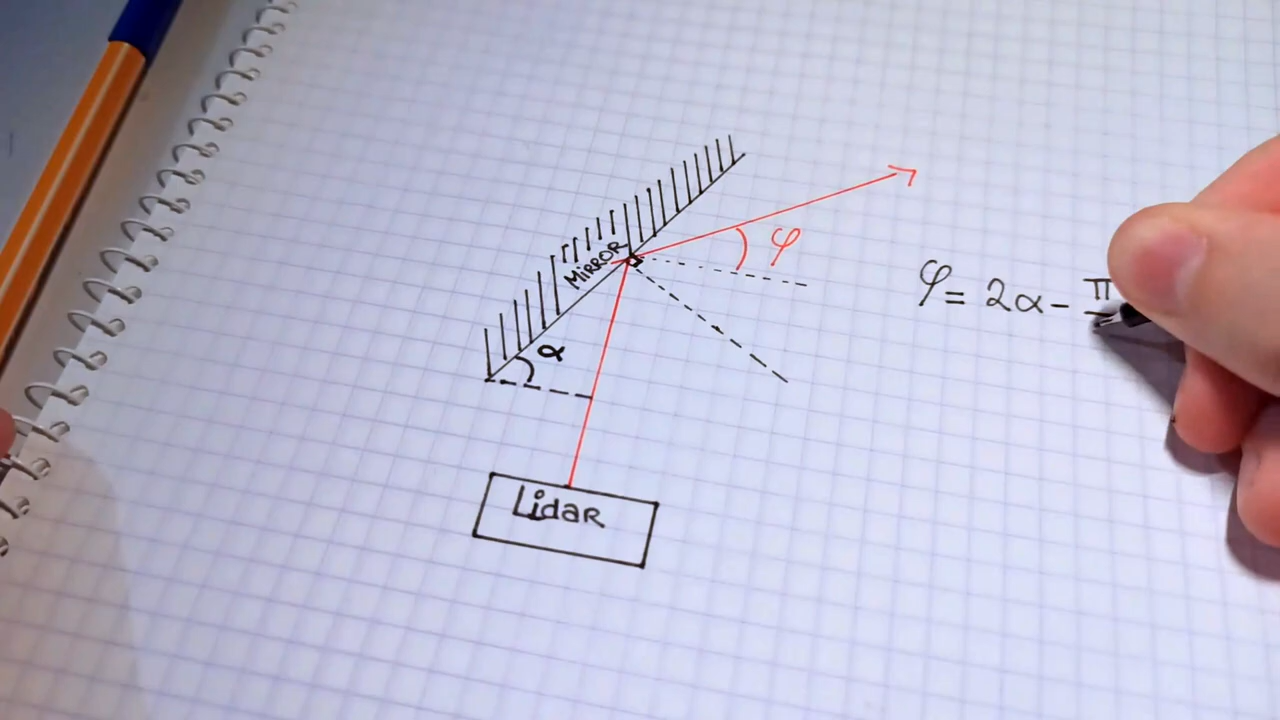 MIRROR
φ
φ = 2α - π
α
Lidar